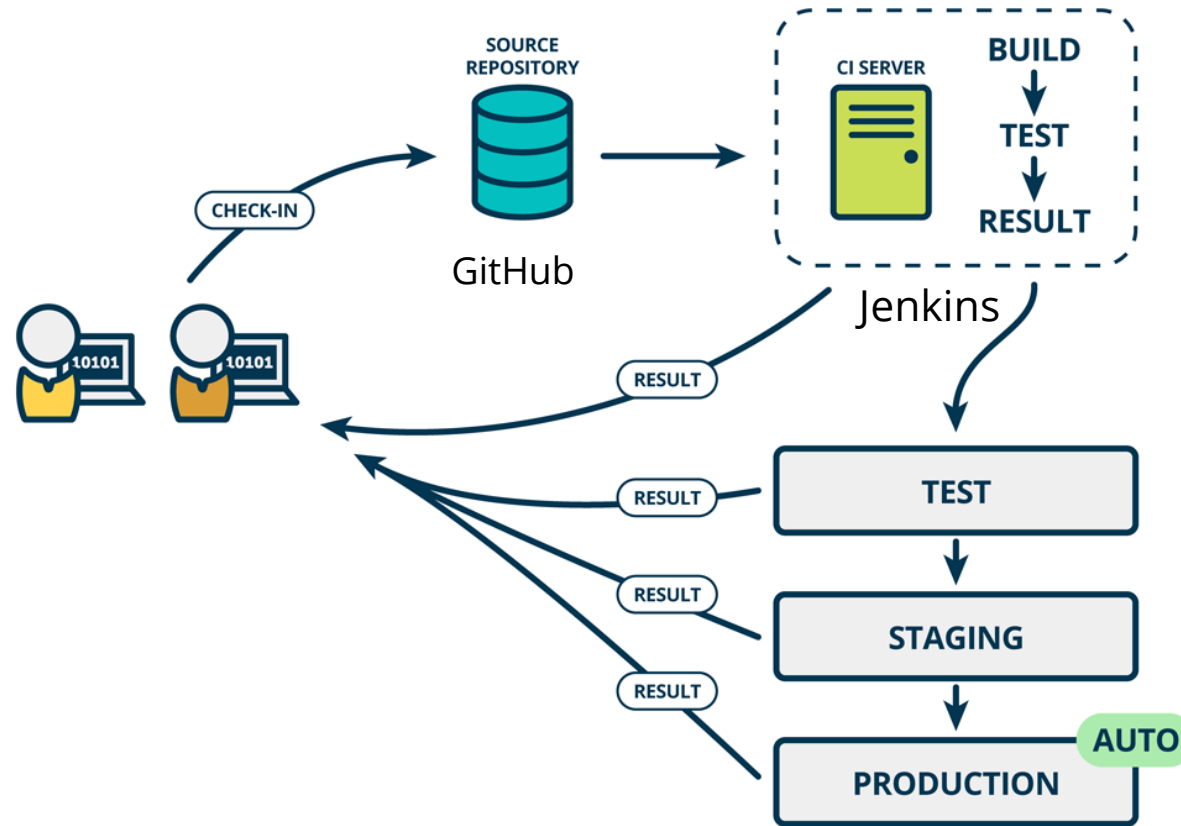 SOURCE
REPOSITORY
CI SERVER
BUILD
TEST
RESULT
CHECK-IN
GitHub
Jenkins
10101
10101
RESULT
RESULT
TEST
RESULT
STAGING
RESULT
AUTO
PRODUCTION